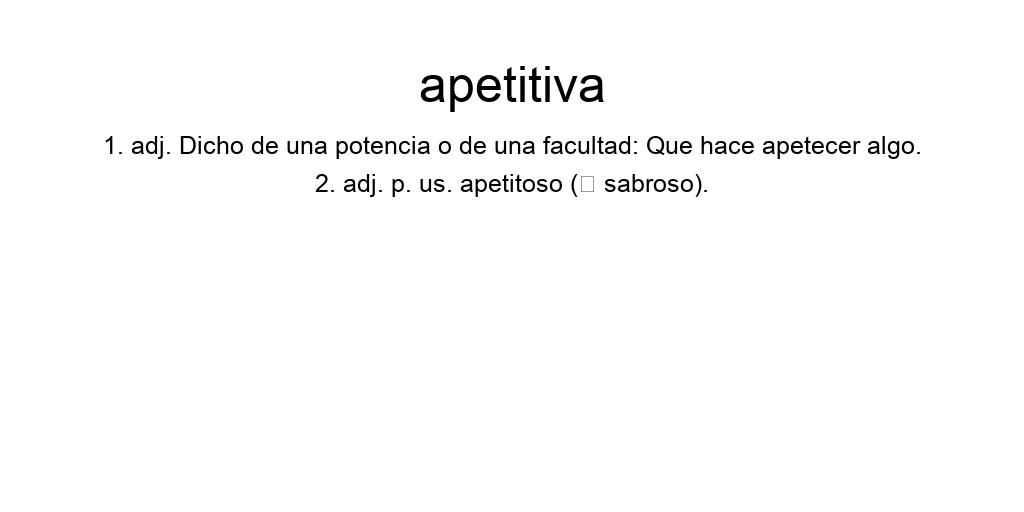 apetitiva
1. adj. Dicho de una potencia o de una facultad: Que hace apetecer algo.
2. adj. p. us. apetitoso (▯ sabroso).